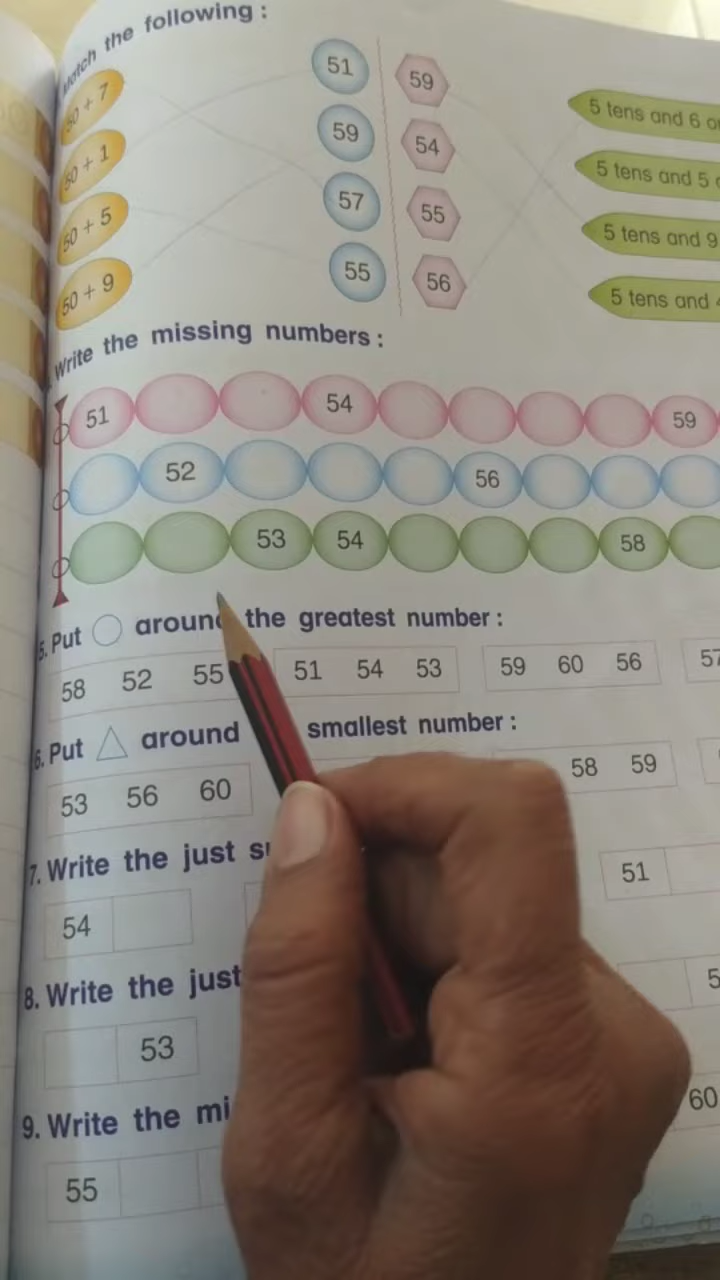 Match the following :
50 + 7 51 59 5 tens and 6
50 + 1 59 54 5 tens and 5
50 + 5 57 55 5 tens and 9
50 + 9 55 56 5 tens and 4
Write the missing numbers :
51 54 59
52 56
53 54 58
5. Put ○ around the greatest number :
58 52 55 51 54 53 59 60 56 57
6. Put △ around smallest number :
53 56 60 58 59
7. Write the just
54 51
8. Write the just
53 5
9. Write the
55 60